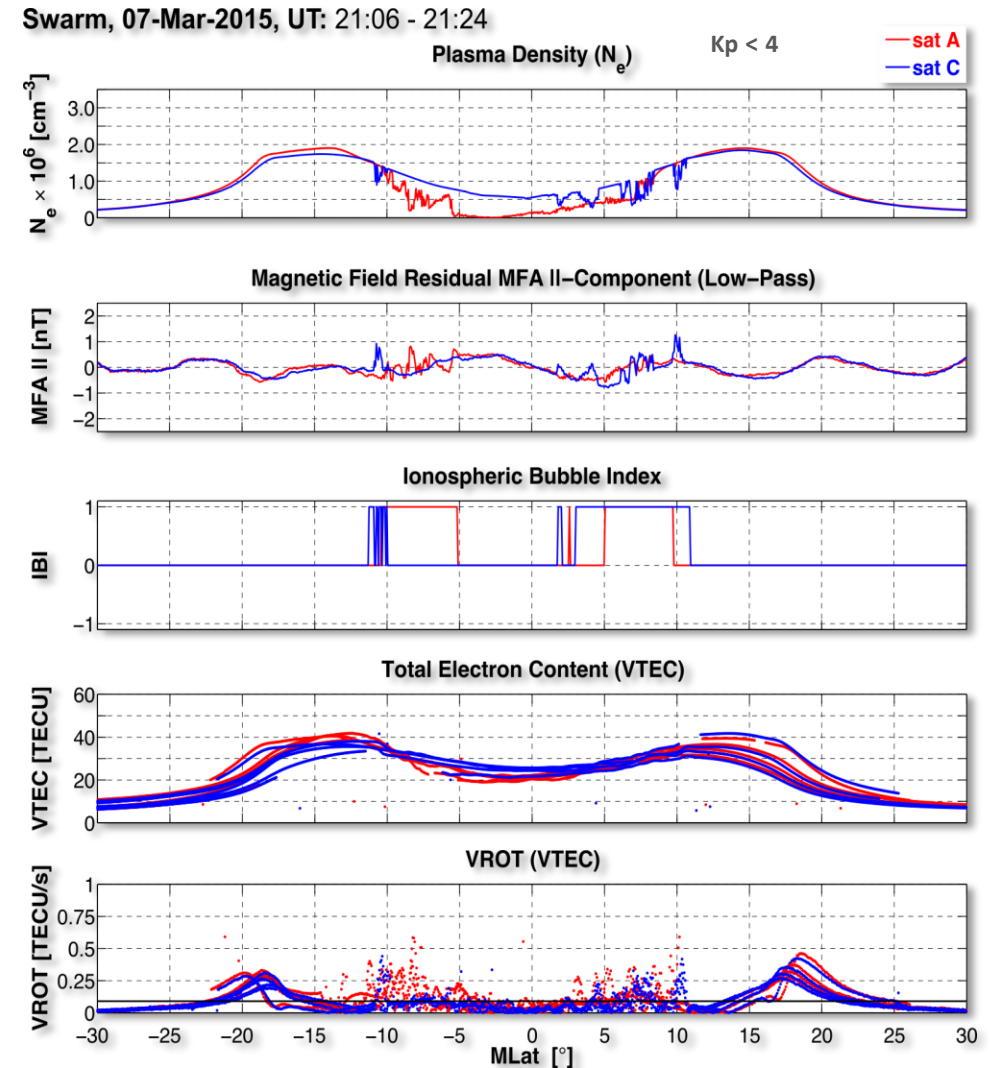 Swarm, 07-Mar-2015, UT: 21:06 - 21:24
Plasma Density (Ne)
Kp < 4
sat A
sat C
Ne × 10⁶ [cm⁻³]
3.0
2.0
1.0
0
Magnetic Field Residual MFA II–Component (Low–Pass)
MFA II [nT]
2
1
0
−1
−2
Ionospheric Bubble Index
IBI
1
0
−1
Total Electron Content (VTEC)
VTEC [TECU]
60
40
20
0
VROT (VTEC)
VROT [TECU/s]
1
0.75
0.5
0.25
0
−30 −25 −20 −15 −10 −5 0 5 10 15 20 25 30
MLat [°]